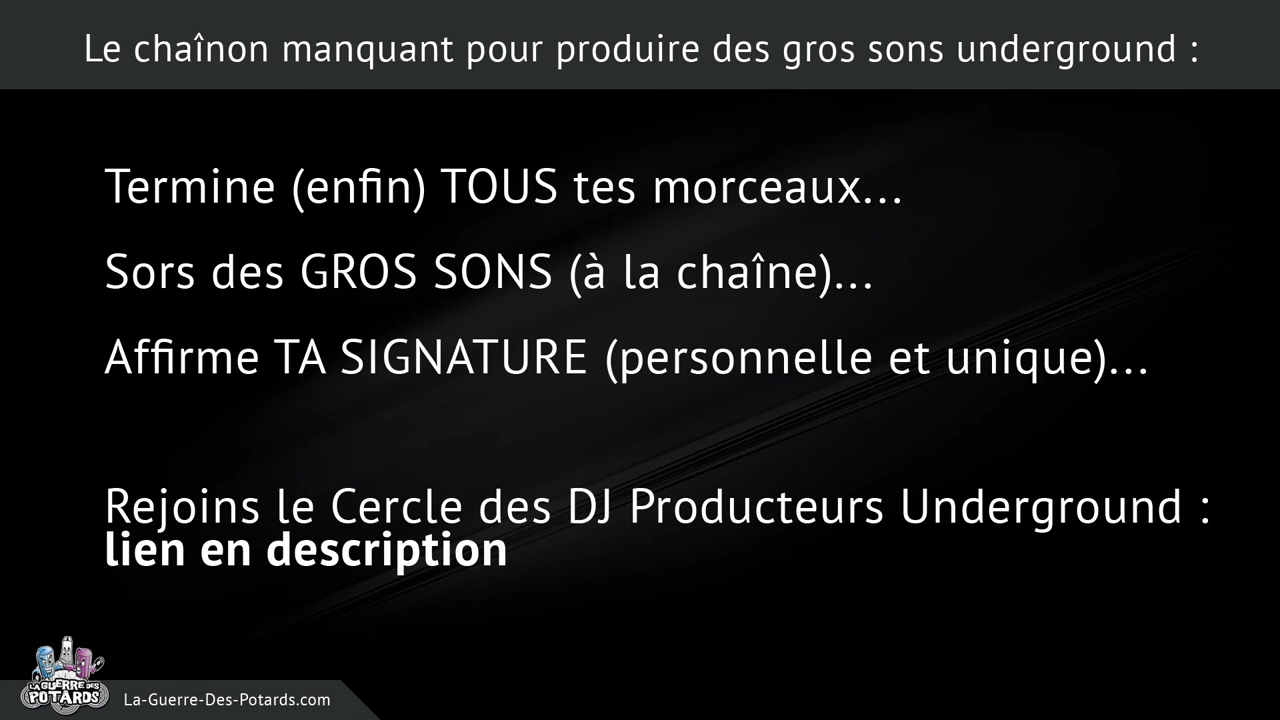 Le chaînon manquant pour produire des gros sons underground :
Termine (enfin) TOUS tes morceaux...
Sors des GROS SONS (à la chaîne)...
Affirme TA SIGNATURE (personnelle et unique)...
Rejoins le Cercle des DJ Producteurs Underground :
lien en description
LA GUERRE DES
POTARDS
La-Guerre-Des-Potards.com